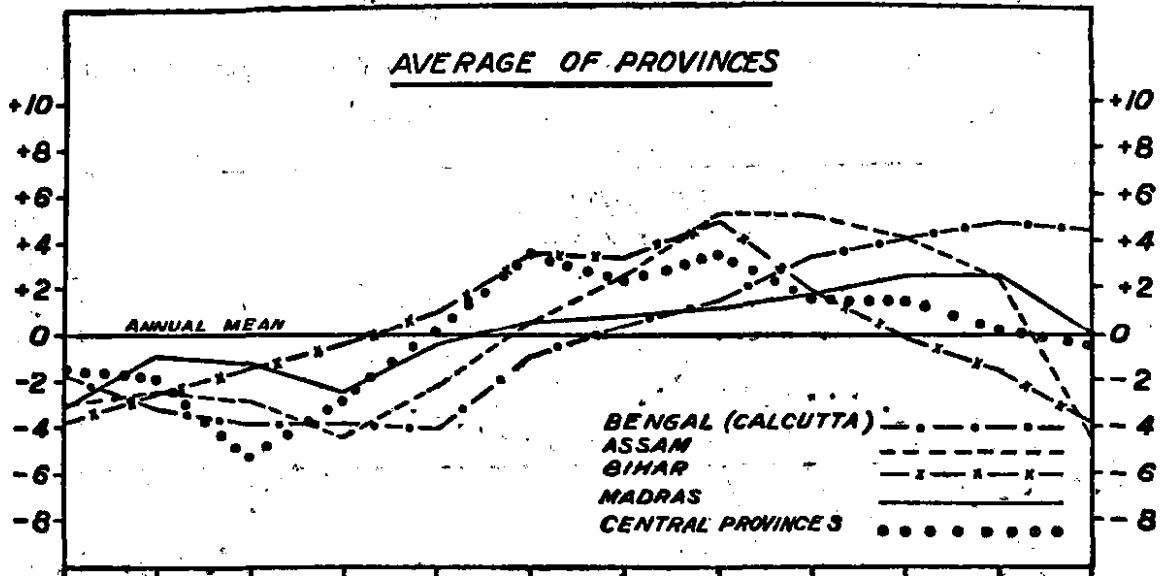 AVERAGE OF PROVINCES
+10 +10
+8 +8
+6 +6
+4 +4
+2 +2
ANNUAL MEAN
0 0
-2 -2
-4 -4
-6 -6
-8 -8
BENGAL (CALCUTTA)
ASSAM
BIHAR
MADRAS
CENTRAL PROVINCES